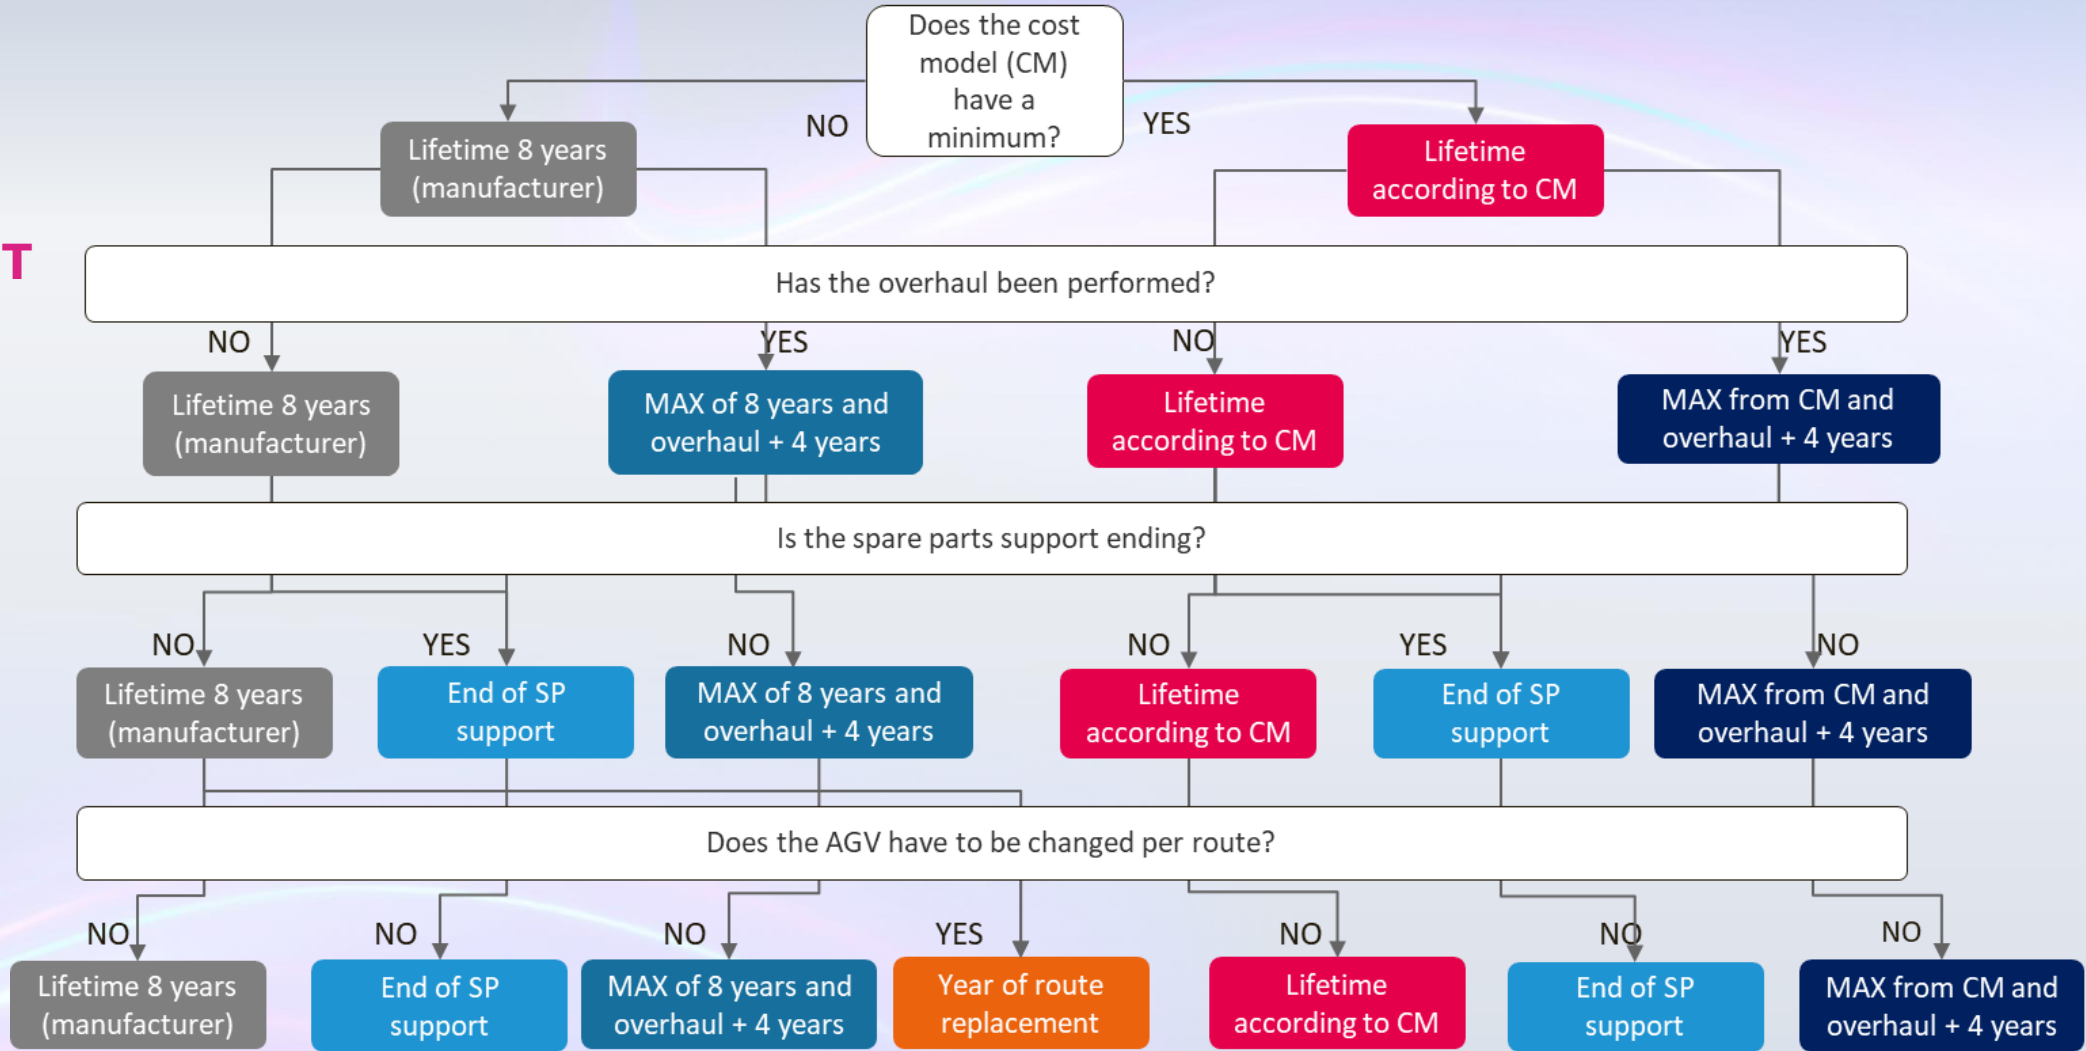 Does the cost
model (CM)
have a
minimum?
NO
YES
Lifetime 8 years
(manufacturer)
Lifetime
according to CM
T
Has the overhaul been performed?
NO
YES
NO
YES
Lifetime 8 years
(manufacturer)
MAX of 8 years and
overhaul + 4 years
Lifetime
according to CM
MAX from CM and
overhaul + 4 years
Is the spare parts support ending?
NO
YES
NO
NO
YES
NO
Lifetime 8 years
(manufacturer)
End of SP
support
MAX of 8 years and
overhaul + 4 years
Lifetime
according to CM
End of SP
support
MAX from CM and
overhaul + 4 years
Does the AGV have to be changed per route?
NO
NO
NO
YES
NO
NO
NO
Lifetime 8 years
(manufacturer)
End of SP
support
MAX of 8 years and
overhaul + 4 years
Year of route
replacement
Lifetime
according to CM
End of SP
support
MAX from CM and
overhaul + 4 years